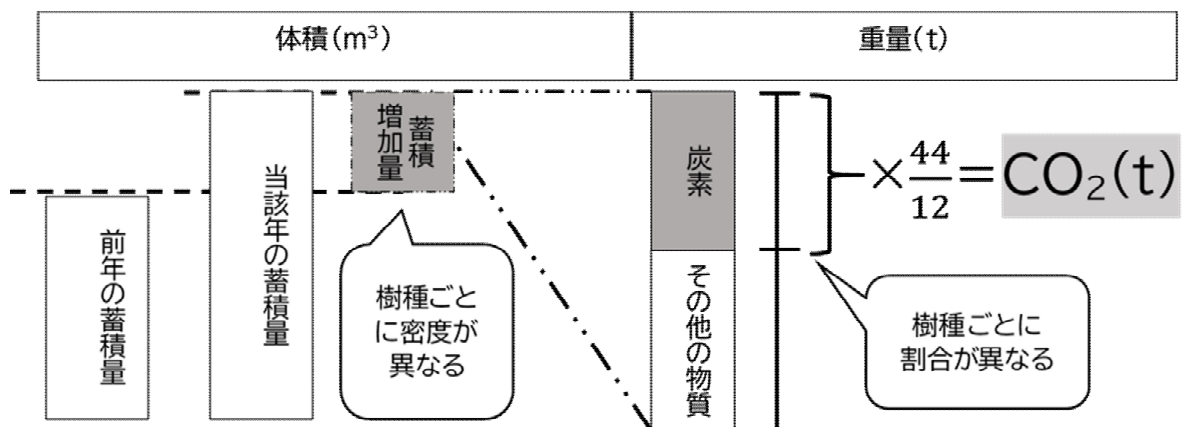 体積(m³)
重量(t)
前年の蓄積量
当該年の蓄積量
蓄積
増加量
樹種ごと
に密度が
異なる
炭素
その他の物質
×44/12=CO₂(t)
樹種ごとに
割合が異なる